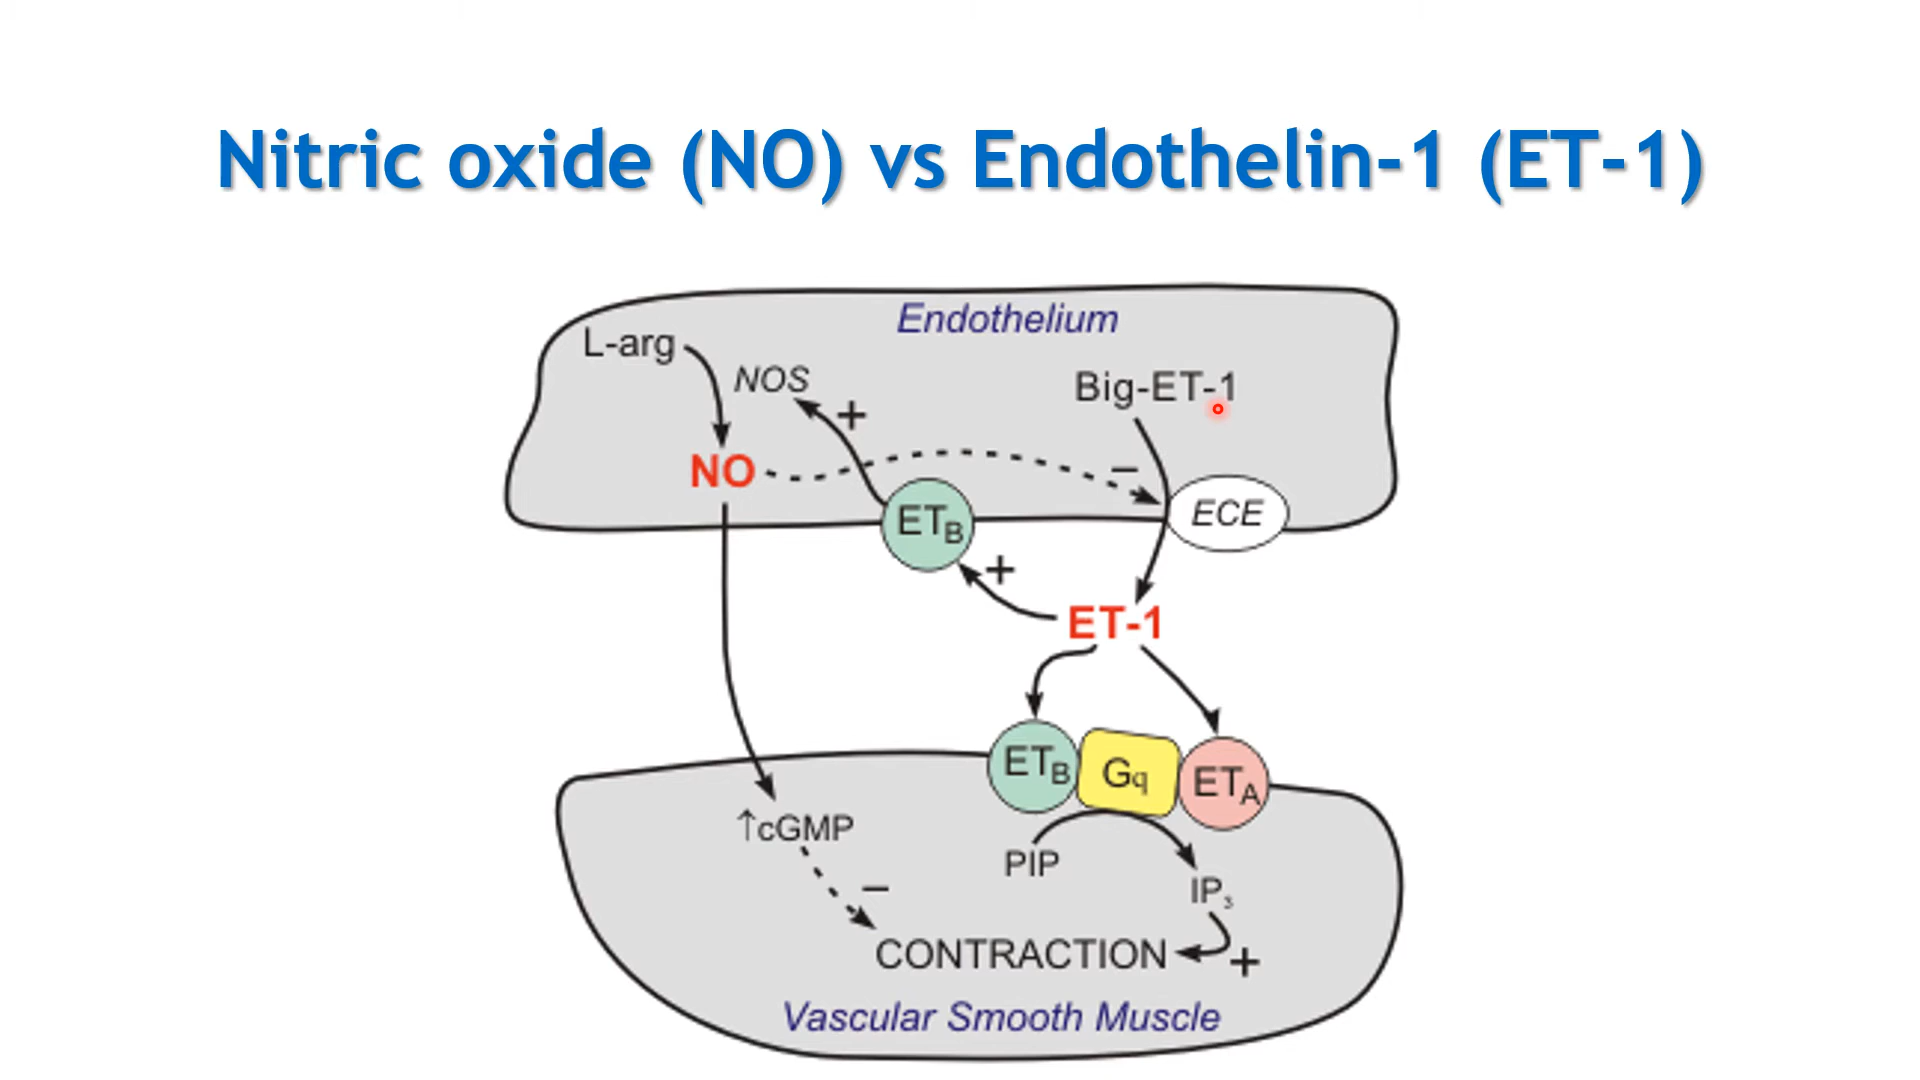 Nitric oxide (NO) vs Endothelin-1 (ET-1)
Endothelium
L-arg
NOS
Big-ET-1
+
NO
–
ETB
ECE
+
ET-1
ETB
Gq
ETA
↑cGMP
PIP
–
IP3
CONTRACTION
+
Vascular Smooth Muscle